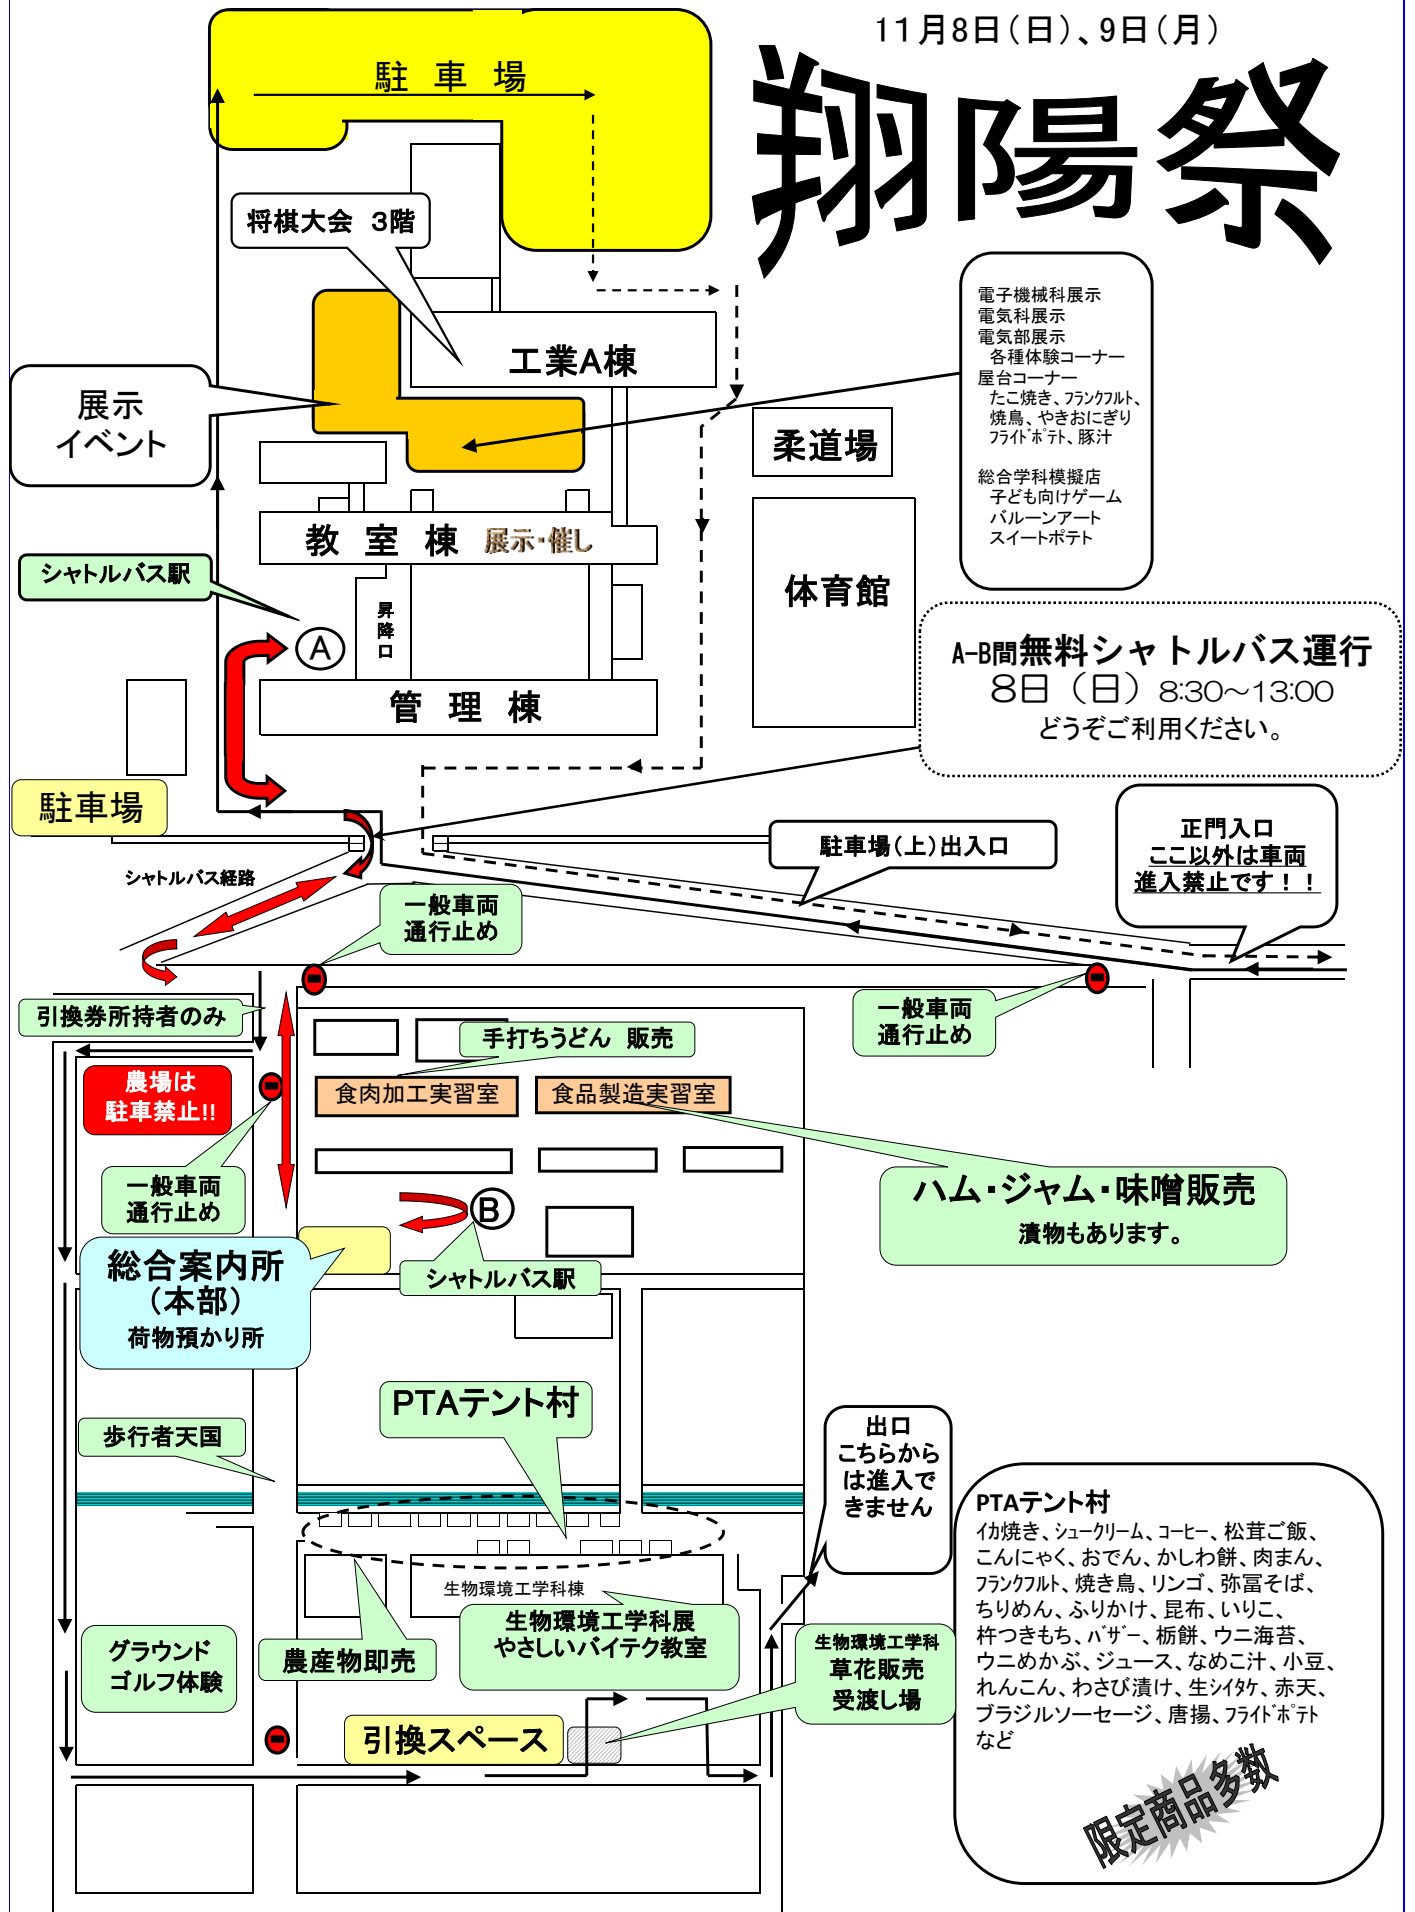 11月8日(日)、9日(月)
翔陽祭
駐 車 場
将棋大会 3階
工業A棟
展示
イベント
電子機械科展示
電気科展示
電気部展示
各種体験コーナー
屋台コーナー
たこ焼き、フランクフルト、
焼鳥、やきおにぎり
フライドポテト、豚汁
総合学科模擬店
子ども向けゲーム
バルーンアート
スイートポテト
柔道場
教 室 棟 展示・催し
シャトルバス駅
A
昇
降
口
体育館
管 理 棟
A-B間無料シャトルバス運行
8日(日) 8:30~13:00
どうぞご利用ください。
駐車場
駐車場(上)出入口
正門入口
ここ以外は車両
進入禁止です!!
シャトルバス経路
一般車両
通行止め
引換券所持者のみ
一般車両
通行止め
手打ちうどん 販売
農場は
駐車禁止!!
食肉加工実習室
食品製造実習室
一般車両
通行止め
ハム・ジャム・味噌販売
漬物もあります。
B
シャトルバス駅
総合案内所
(本部)
荷物預かり所
PTAテント村
歩行者天国
出口
こちらから
は進入で
きません
PTAテント村
イカ焼き、シュークリーム、コーヒー、松茸ご飯、
こんにゃく、おでん、かしわ餅、肉まん、
フランクフルト、焼き鳥、リンゴ、弥冨そば、
ちりめん、ふりかけ、昆布、いりこ、
杵つきもち、バザー、栃餅、ウニ海苔、
ウニめかぶ、ジュース、なめこ汁、小豆、
れんこん、わさび漬け、生シイタケ、赤天、
ブラジルソーセージ、唐揚、フライドポテト
など
限定商品多数
生物環境工学科棟
生物環境工学科展
やさしいバイテク教室
農産物即売
グラウンド
ゴルフ体験
生物環境工学科
草花販売
受渡し場
引換スペース